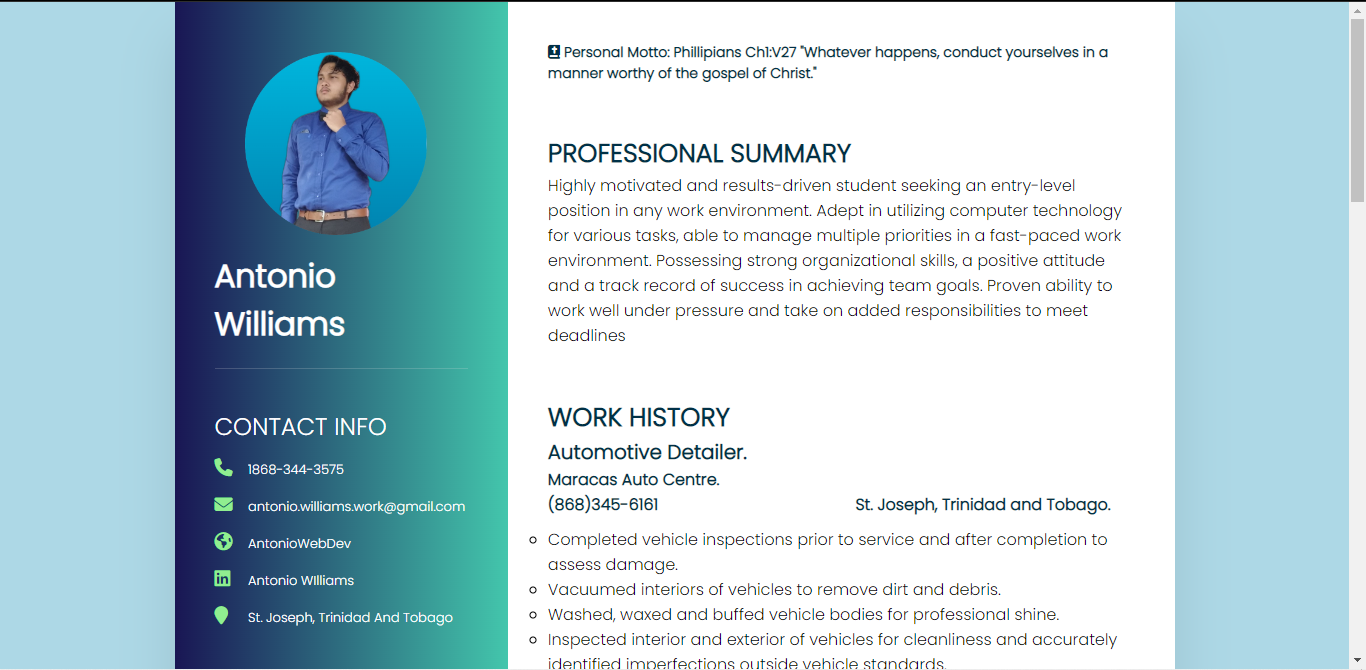 Antonio
Williams
CONTACT INFO
1868-344-3575
antonio.williams.work@gmail.com
AntonioWebDev
Antonio WIlliams
St. Joseph, Trinidad And Tobago
Personal Motto: Phillipians Ch1:V27 "Whatever happens, conduct yourselves in a
manner worthy of the gospel of Christ."
PROFESSIONAL SUMMARY
Highly motivated and results-driven student seeking an entry-level
position in any work environment. Adept in utilizing computer technology
for various tasks, able to manage multiple priorities in a fast-paced work
environment. Possessing strong organizational skills, a positive attitude
and a track record of success in achieving team goals. Proven ability to
work well under pressure and take on added responsibilities to meet
deadlines
WORK HISTORY
Automotive Detailer.
Maracas Auto Centre.
(868)345-6161 St. Joseph, Trinidad and Tobago.
Completed vehicle inspections prior to service and after completion to
assess damage.
Vacuumed interiors of vehicles to remove dirt and debris.
Washed, waxed and buffed vehicle bodies for professional shine.
Inspected interior and exterior of vehicles for cleanliness and accurately
identified imperfections outside vehicle standards.